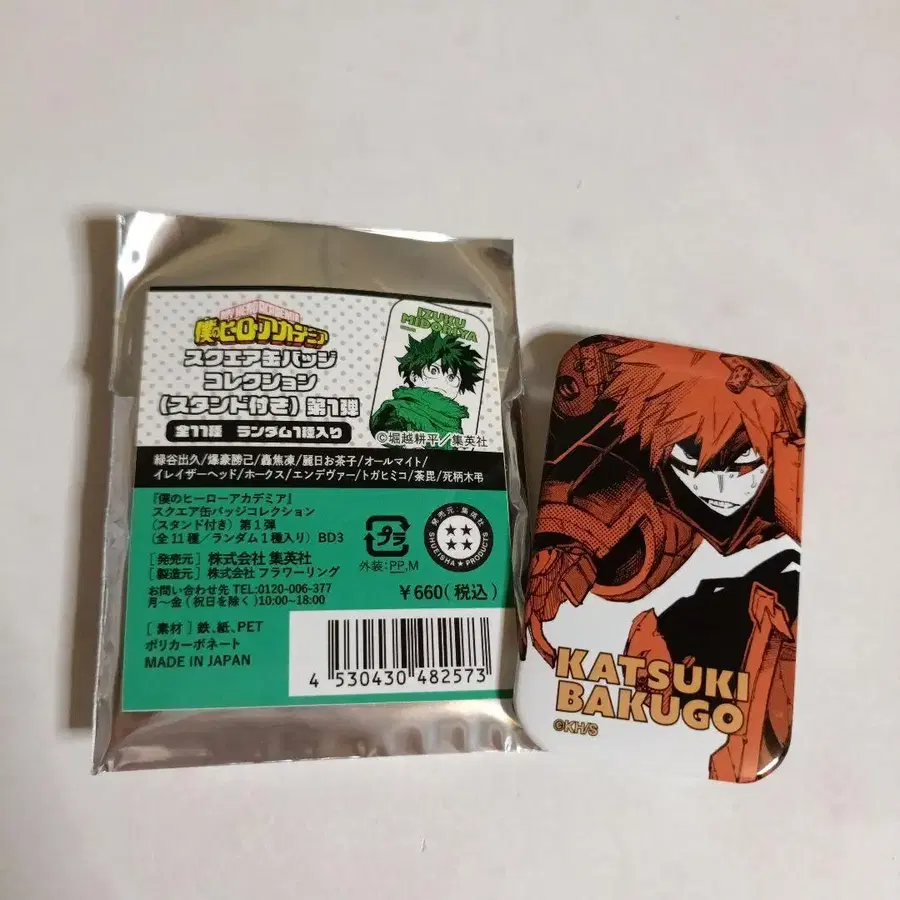 MY HERO ACADEMIA
僕のヒーローアカデミア
スクエア缶バッジ
コレクション
(スタンド付き) 第1弾
全11種 ランダム1種入り
IZUKU
MIDORIYA
©堀越耕平/集英社
緑谷出久/爆豪勝己/轟焦凍/麗日お茶子/オールマイト/
イレイザーヘッド/ホークス/エンデヴァー/トガヒミコ/荼毘/死柄木弔
『僕のヒーローアカデミア』
スクエア缶バッジコレクション
(スタンド付き) 第1弾
(全11種/ランダム1種入り) BD3
[発売元] 株式会社 集英社
[製造元] 株式会社 フラワーリング
お問い合わせ先 TEL:0120-006-377
月～金(祝日を除く)10:00~18:00
[素材] 鉄、紙、PET
ポリカーボネート
MADE IN JAPAN
プラ
外装:PP,M
発売元:集英社
SHUEISHA★PRODUCTS
￥660(税込)
4 530430 482573
KATSUKI
BAKUGO
©KH/S